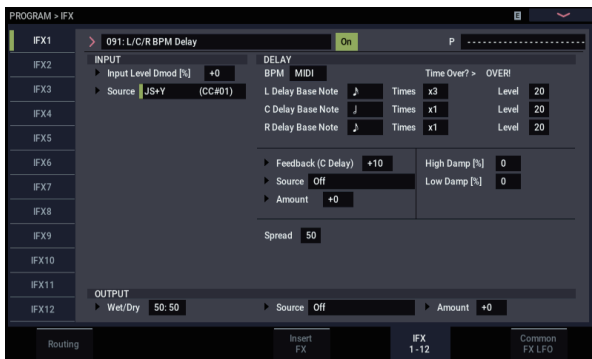 PROGRAM > IFX E
IFX1 091: L/C/R BPM Delay On P ----------------------
INPUT DELAY
IFX2 Input Level Dmod [%] +0 BPM MIDI Time Over? > OVER!
IFX3 Source JS+Y (CC#01) L Delay Base Note ♪ Times x3 Level 20
IFX4 C Delay Base Note ♩ Times x1 Level 20
IFX5 R Delay Base Note ♪ Times x1 Level 20
IFX6 Feedback (C Delay) +10 High Damp [%] 0
IFX7 Source Off Low Damp [%] 0
IFX8 Amount +0
IFX9 Spread 50
IFX10
IFX11
OUTPUT
IFX12 Wet/Dry 50: 50 Source Off Amount +0
Routing Insert FX IFX 1 -12 Common FX LFO